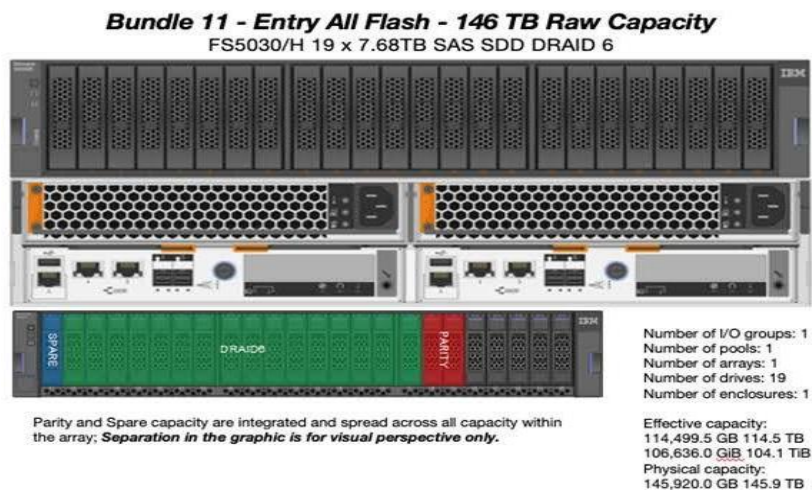 Bundle 11 - Entry All Flash - 146 TB Raw Capacity
FS5030/H 19 x 7.68TB SAS SDD DRAID 6
IBM
SPARE
DRAID6
PARITY
IBM
Number of I/O groups: 1
Number of pools: 1
Number of arrays: 1
Number of drives: 19
Number of enclosures: 1
Parity and Spare capacity are integrated and spread across all capacity within
the array; Separation in the graphic is for visual perspective only.
Effective capacity:
114,499.5 GB 114.5 TB
106,636.0 GiB 104.1 TiB
Physical capacity:
145,920.0 GB 145.9 TB